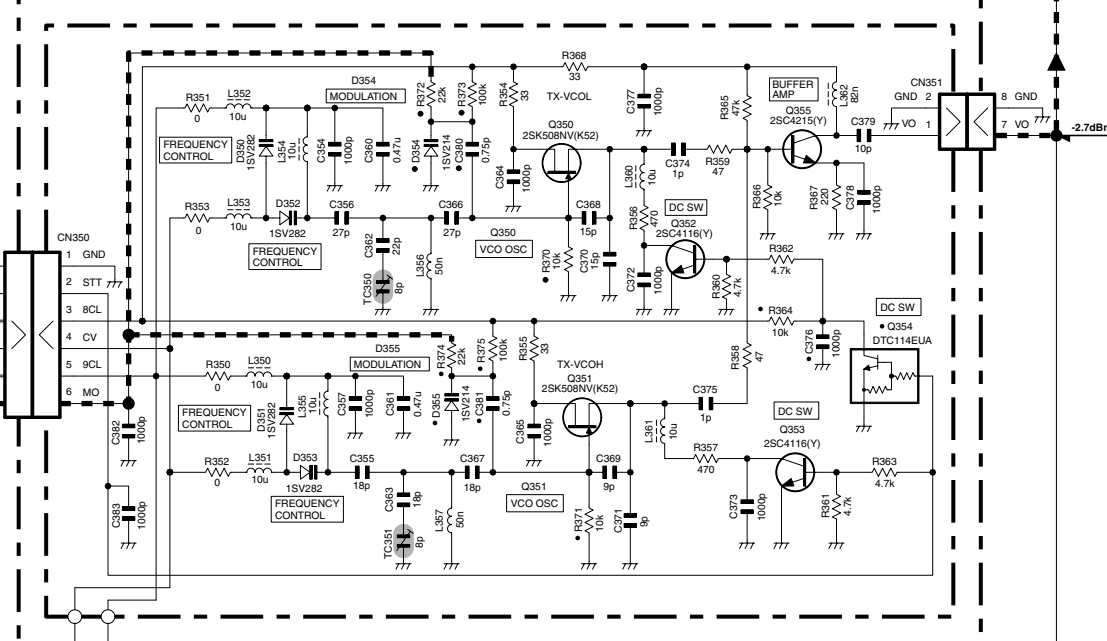 R368
33
D354
MODULATION
R372
22k
R373
100k
R354
33
TX-VCOL
C377
1000p
R365
47k
BUFFER
AMP
Q355
2SC4215(Y)
L362
82n
CN351
GND 2
VO 1
8 GND
7 VO
-2.7dBr
R351
0
L352
10u
FREQUENCY
CONTROL
D350
1SV282
L354
10u
C354
1000p
C360
0.47u
D354
1SV214
C380
0.75p
Q350
2SK508NV(K52)
C364
1000p
C374
1p
R359
47
C379
10p
L360
10u
R356
470
R366
10k
R367
220
C378
1000p
R353
0
L353
10u
D352
1SV282
C356
27p
C366
27p
Q350
VCO OSC
C368
15p
DC SW
Q352
2SC4116(Y)
FREQUENCY
CONTROL
C362
22p
L356
50n
TC350
8p
R370
10k
C370
15p
C372
1000p
R360
4.7k
R362
4.7k
CN350
1 GND
2 STT
3 8CL
4 CV
5 9CL
6 MO
R364
10k
C376
1000p
DC SW
Q354
DTC114EUA
D355
MODULATION
R374
22k
R375
100k
R355
33
TX-VCOH
Q351
2SK508NV(K52)
R358
47
R350
0
L350
10u
FREQUENCY
CONTROL
D351
1SV282
L355
10u
C357
1000p
C361
0.47u
D355
1SV214
C381
0.75p
C365
1000p
C375
1p
L361
10u
R357
470
DC SW
Q353
2SC4116(Y)
C382
1000p
R352
0
L351
10u
D353
1SV282
C355
18p
C367
18p
Q351
VCO OSC
C369
9p
R363
4.7k
C383
1000p
FREQUENCY
CONTROL
C363
18p
L357
50n
TC351
8p
R371
10k
C371
9p
C373
1000p
R361
4.7k